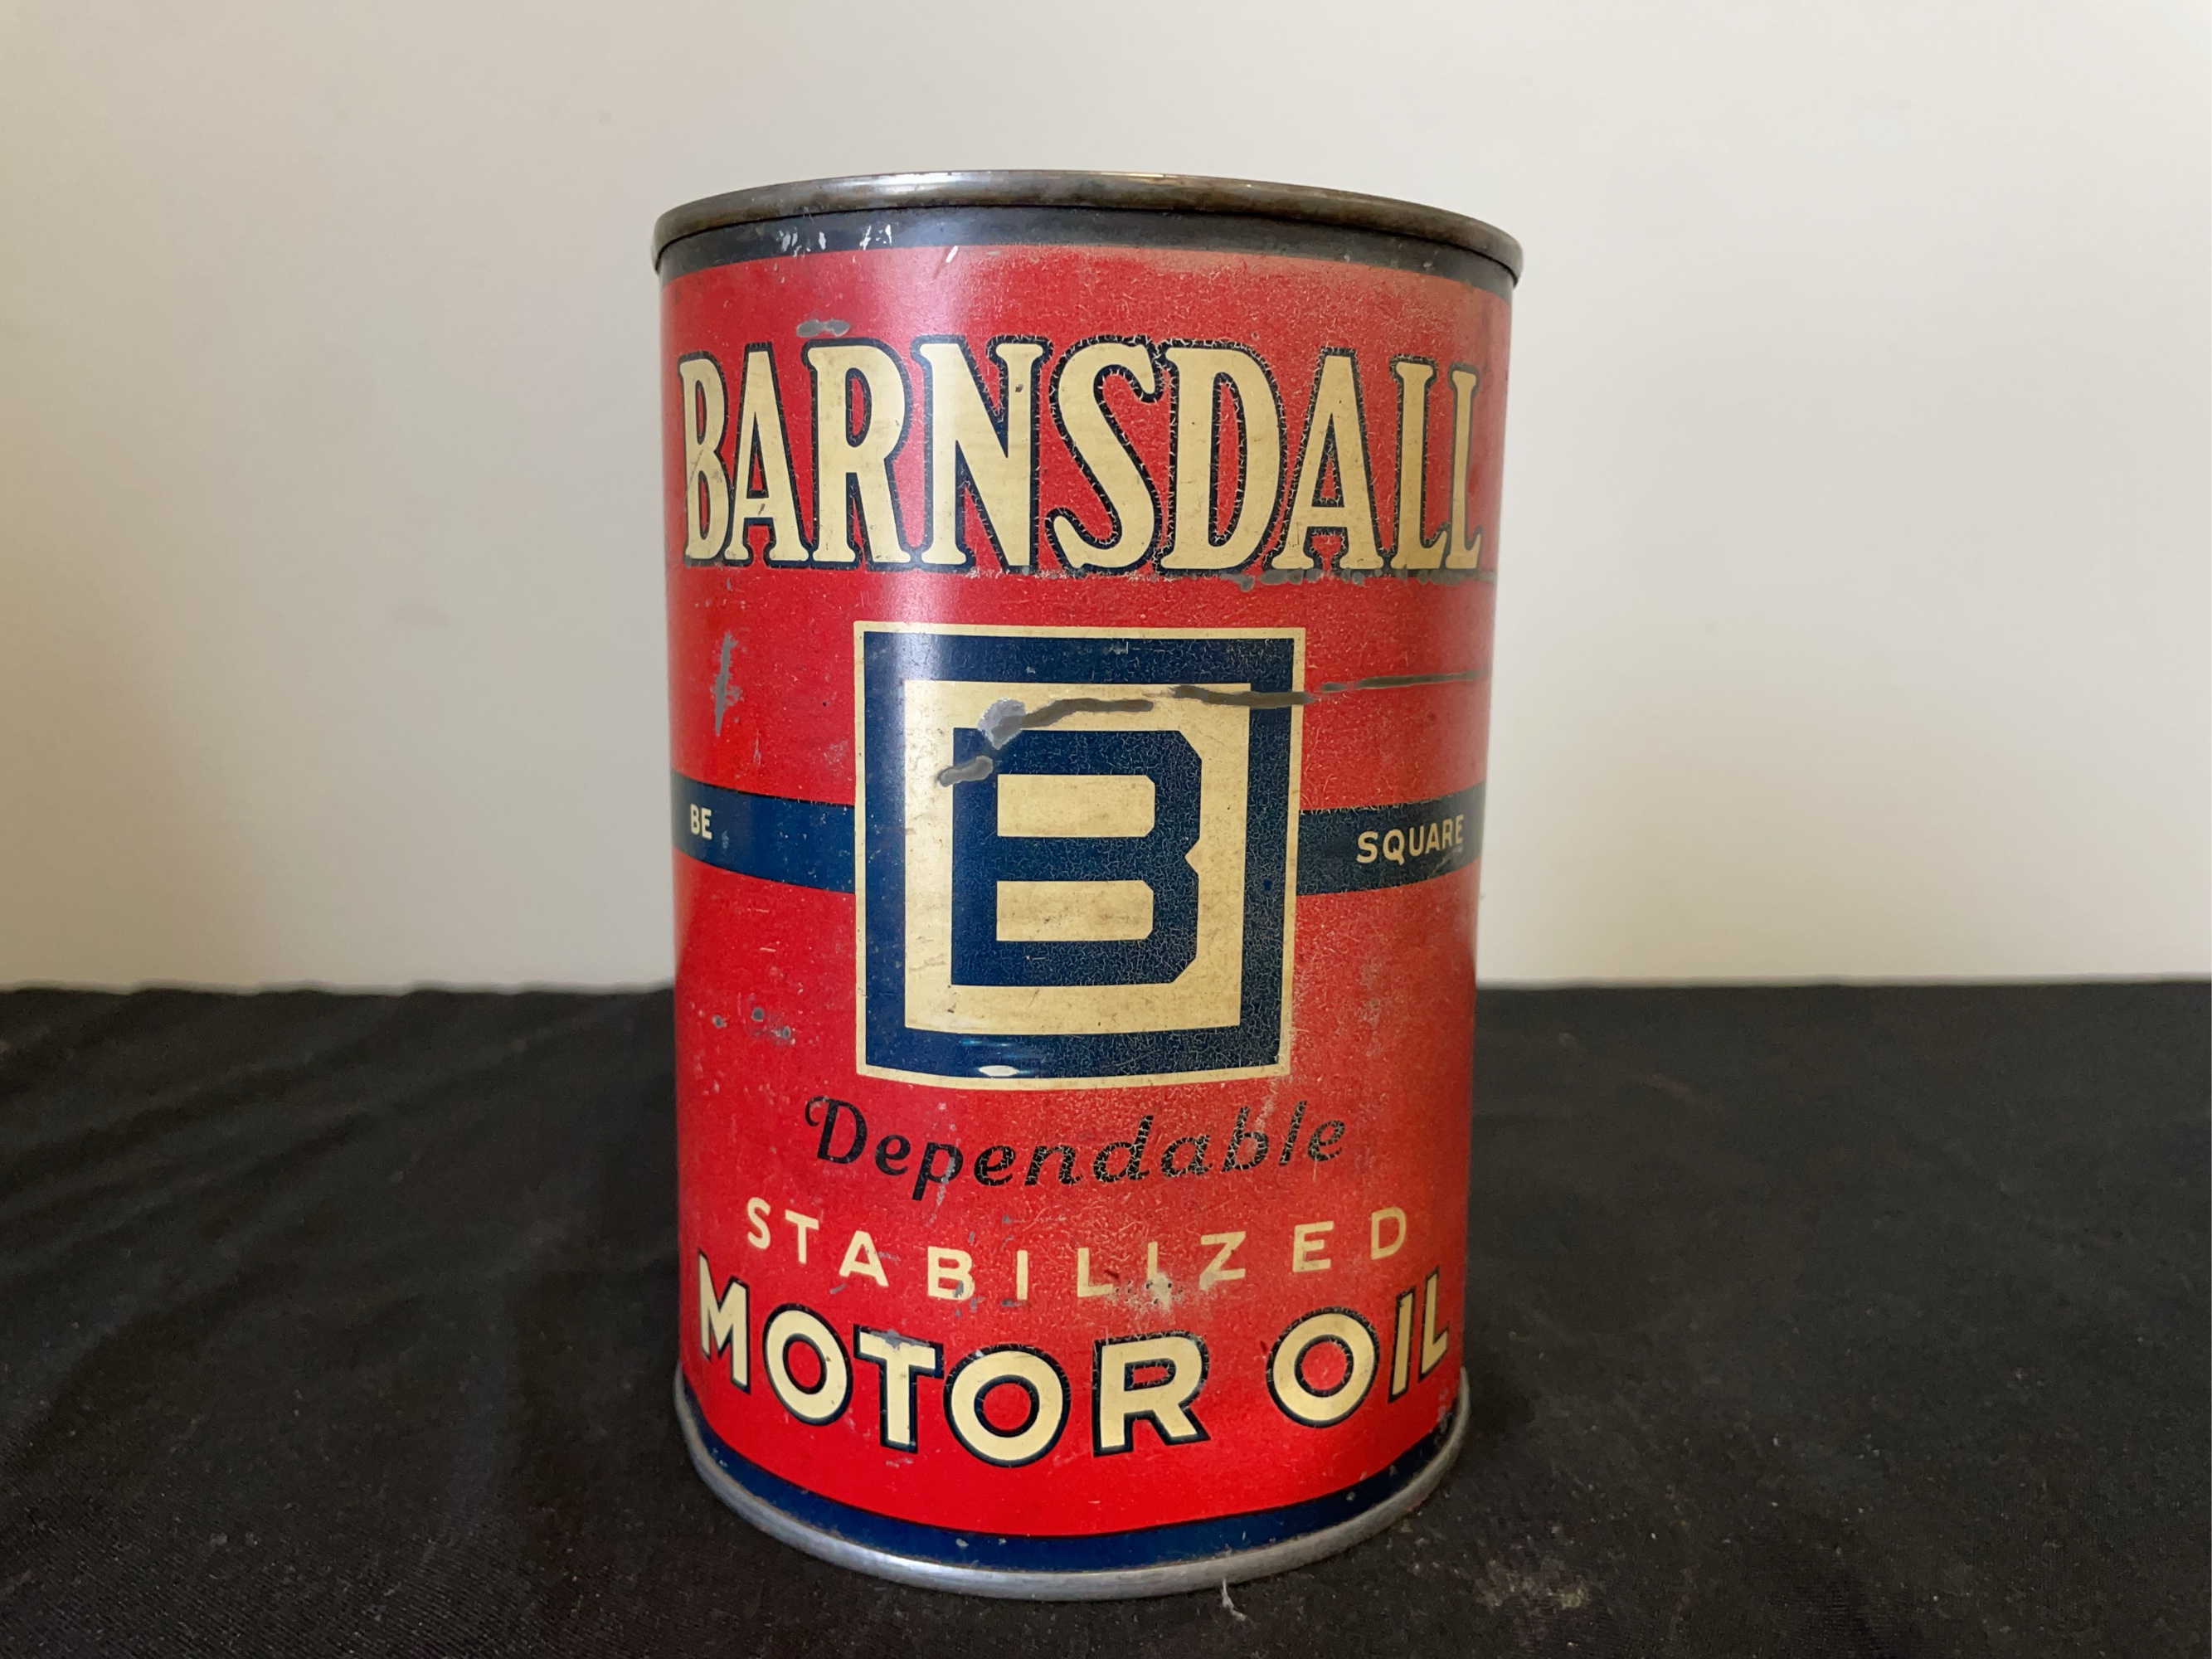 BARNSDALL
B
BE SQUARE
Dependable
STABILIZED
MOTOR OIL